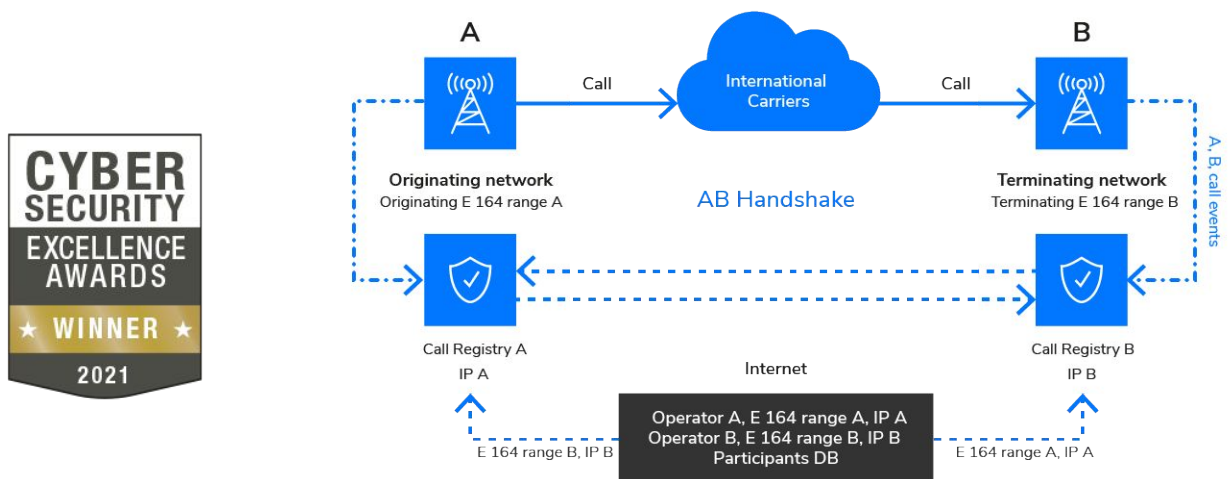 CYBER
SECURITY
EXCELLENCE
AWARDS
WINNER
2021
A
B
Call
International
Carriers
Call
Originating network
Originating E 164 range A
AB Handshake
Terminating network
Terminating E 164 range B
A, B, call events
Call Registry A
IP A
Call Registry B
IP B
Internet
Operator A, E 164 range A, IP A
Operator B, E 164 range B, IP B
Participants DB
E 164 range B, IP B
E 164 range A, IP A